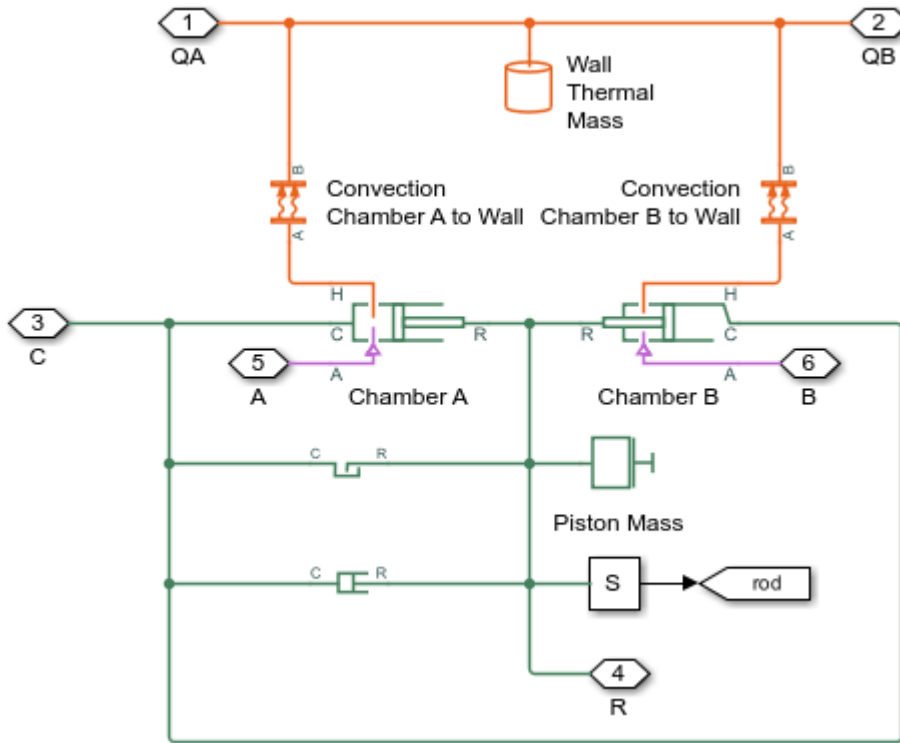 1
2
QA
QB
Wall
Thermal
Mass
B
B
Convection
Chamber A to Wall
Convection
Chamber B to Wall
A
A
H
H
3
C
C
R
R
C
5
A
A
A
6
B
Chamber A
Chamber B
C
R
Piston Mass
C
R
S
rod
4
R